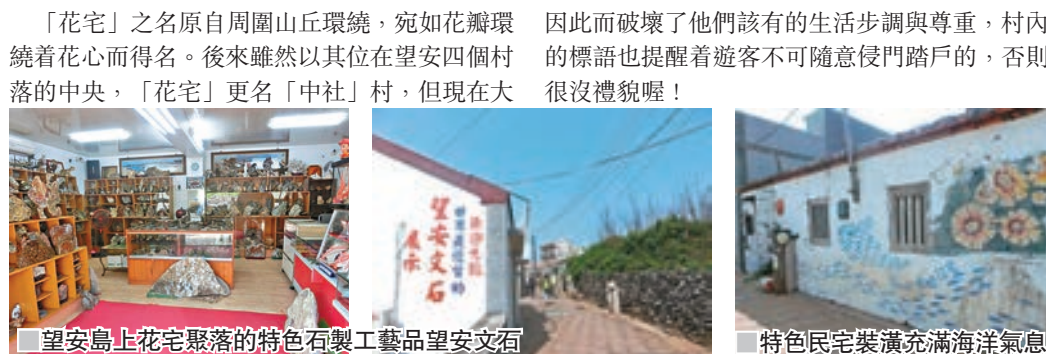 「花宅」之名原自周圍山丘環繞，宛如花瓣環
繞着花心而得名。後來雖然以其位在望安四個村
落的中央，「花宅」更名「中社」村，但現在大
因此而破壞了他們該有的生活步調與尊重，村內
的標語也提醒着遊客不可隨意侵門踏戶的，否則
很沒禮貌喔！
望安文石
展示
■望安島上花宅聚落的特色石製工藝品望安文石
■特色民宅裝潢充滿海洋氣息